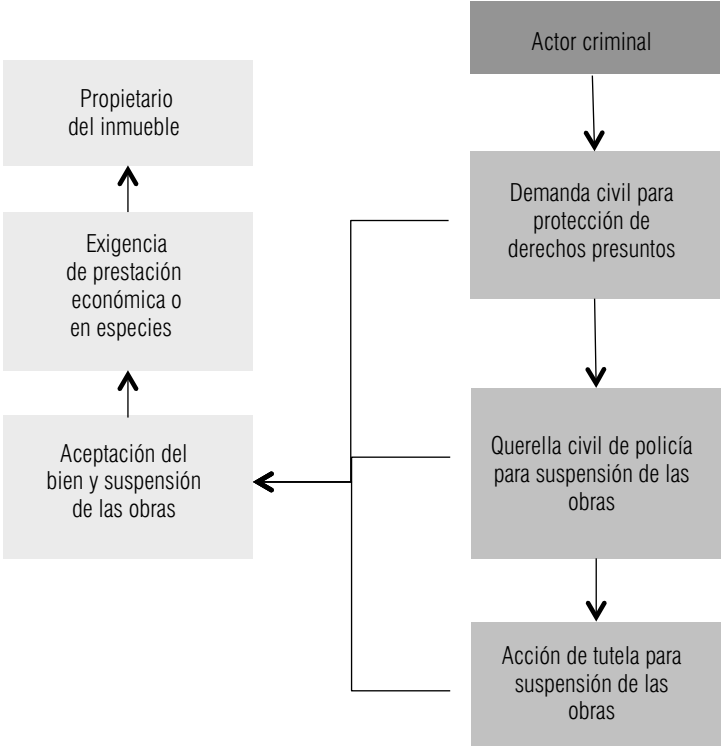 Actor criminal
Propietario
del inmueble
Demanda civil para
protección de
derechos presuntos
Exigencia
de prestación
económica o
en especies
Querella civil de policía
para suspensión de las
obras
Aceptación del
bien y suspensión
de las obras
Acción de tutela para
suspensión de las
obras